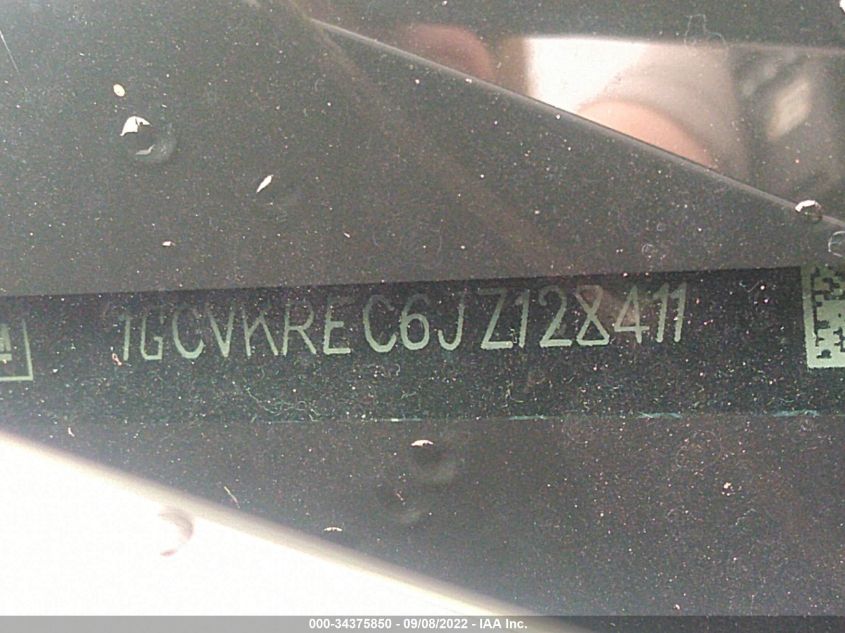 1GCVKREC6JZ128411
000-34375850 - 09/08/2022 - IAA Inc.